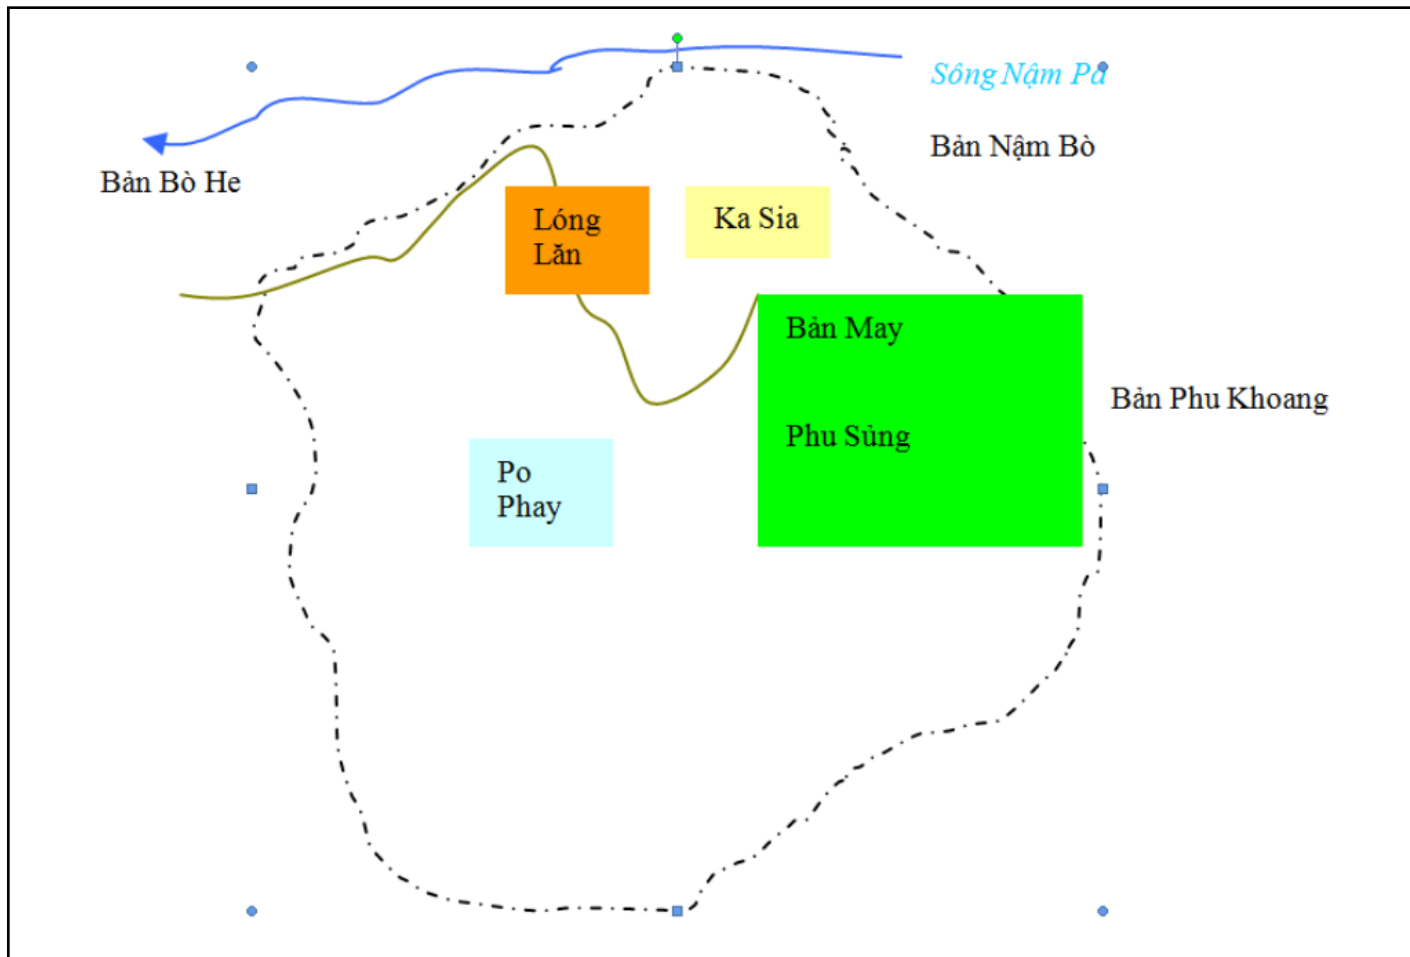 Sông Nậm Pa
Bản Nậm Bò
Bản Bò He
Lóng
Lăn
Ka Sia
Bản May
Bản Phu Khoang
Phu Sủng
Po
Phay